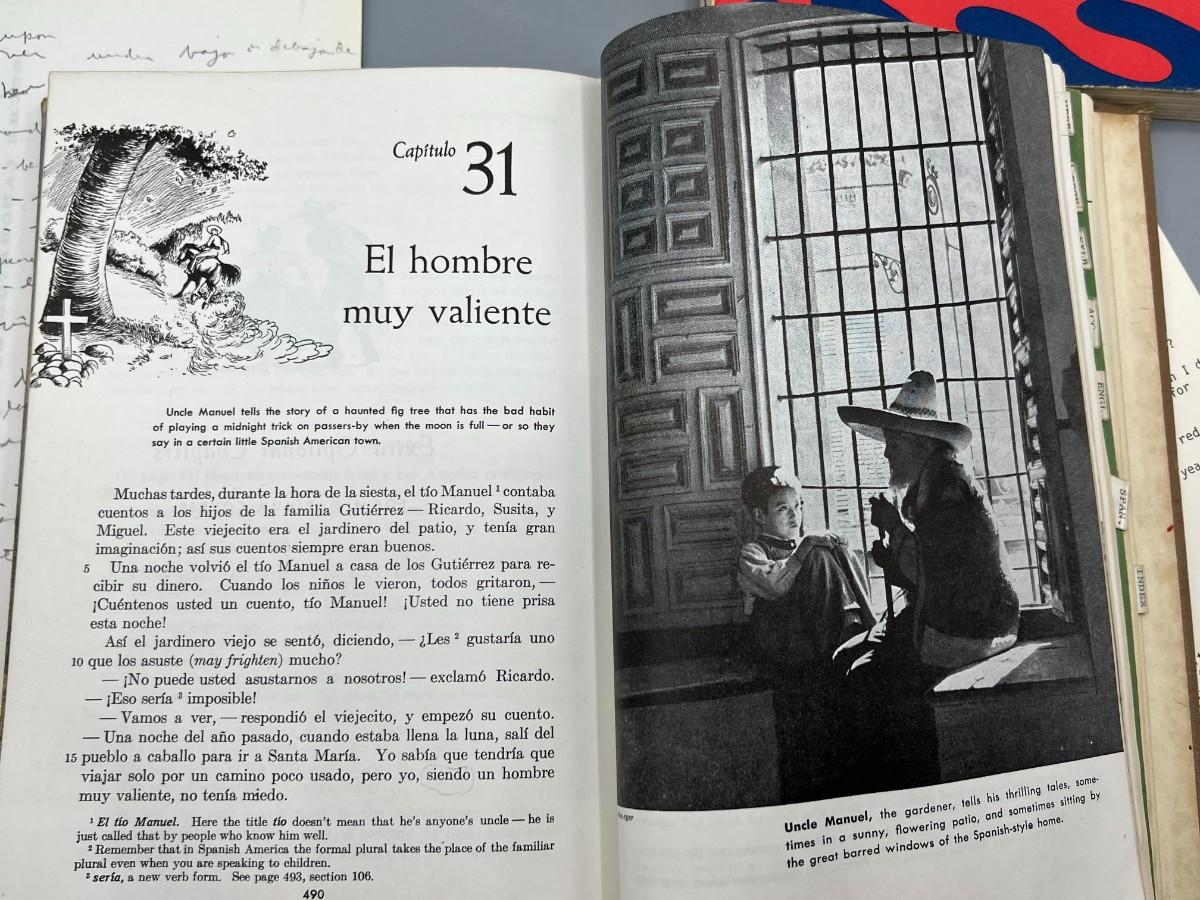 upon
under bajo o debajo de
Capítulo 31
El hombre
muy valiente
Uncle Manuel tells the story of a haunted fig tree that has the bad habit
of playing a midnight trick on passers-by when the moon is full — or so they
say in a certain little Spanish American town.
Muchas tardes, durante la hora de la siesta, el tío Manuel ¹ contaba
cuentos a los hijos de la familia Gutiérrez — Ricardo, Susita, y
Miguel. Este viejecito era el jardinero del patio, y tenía gran
imaginación; así sus cuentos siempre eran buenos.
5 Una noche volvió el tío Manuel a casa de los Gutiérrez para re-
cibir su dinero. Cuando los niños le vieron, todos gritaron, —
¡Cuéntenos usted un cuento, tío Manuel! ¡Usted no tiene prisa
esta noche!
Así el jardinero viejo se sentó, diciendo, — ¿Les ² gustaría uno
10 que los asuste (may frighten) mucho?
— ¡No puede usted asustarnos a nosotros! — exclamó Ricardo.
— ¡Eso sería ³ imposible!
— Vamos a ver, — respondió el viejecito, y empezó su cuento.
— Una noche del año pasado, cuando estaba llena la luna, salí del
15 pueblo a caballo para ir a Santa María. Yo sabía que tendría que
viajar solo por un camino poco usado, pero yo, siendo un hombre
muy valiente, no tenía miedo.
¹ El tío Manuel. Here the title tío doesn't mean that he's anyone's uncle — he is
just called that by people who know him well.
² Remember that in Spanish America the formal plural takes the place of the familiar
plural even when you are speaking to children.
³ sería, a new verb form. See page 493, section 106.
490
Uncle Manuel, the gardener, tells his thrilling tales, some-
times in a sunny, flowering patio, and sometimes sitting by
the great barred windows of the Spanish-style home.
ENGL.
SPAN.
INDEX
?
I d
for
red
yea